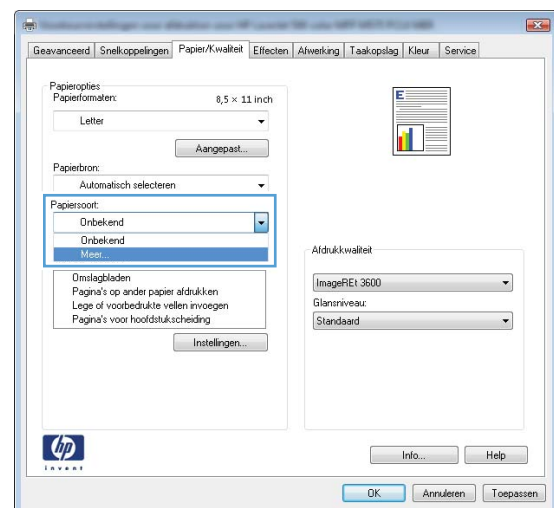 Geavanceerd Snelkoppelingen Papier/Kwaliteit Effecten Afwerking Taakopslag Kleur Service
Papieropties
Papierformaten: 8,5 × 11 inch
Letter
Aangepast...
Papierbron:
Automatisch selecteren
Papiersoort:
Onbekend
Onbekend
Meer...
Omslagbladen
Pagina's op ander papier afdrukken
Lege of voorbedrukte vellen invoegen
Pagina's voor hoofdstukscheiding
Instellingen...
E
Afdrukkwaliteit
ImageREt 3600
Glansniveau:
Standaard
hp
invent
Info... Help
OK Annuleren Toepassen